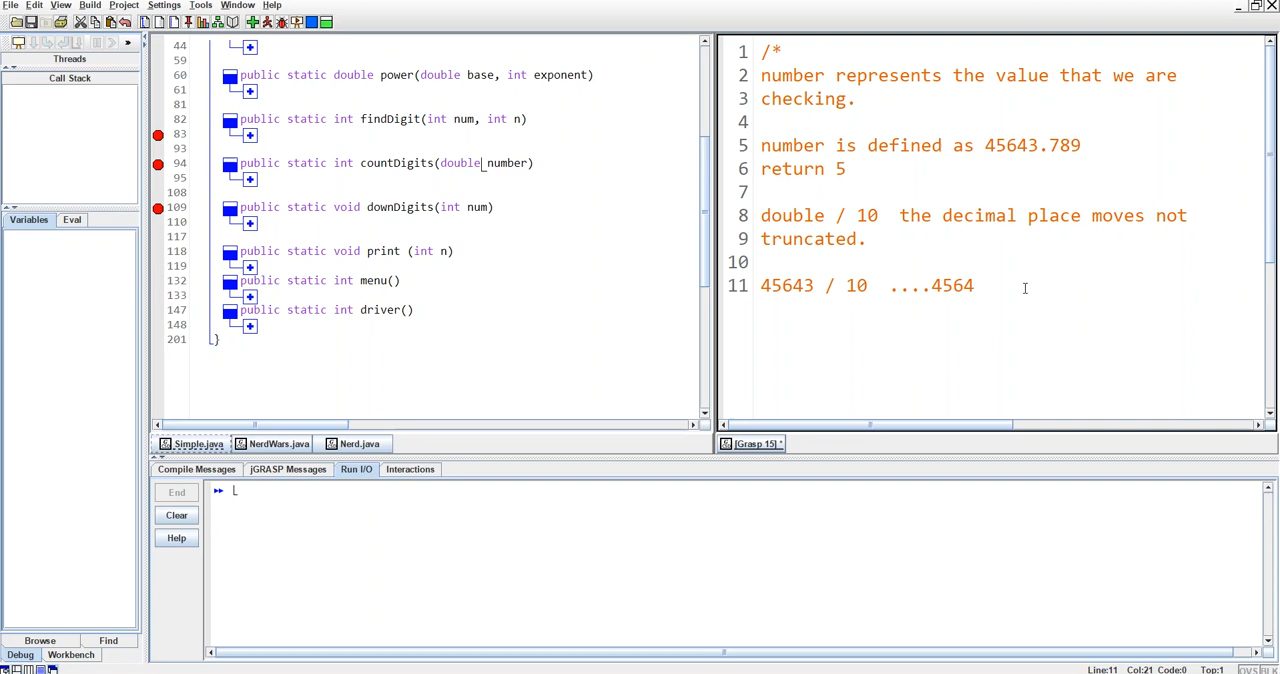 File Edit View Build Project Settings Tools Window Help
Threads
Call Stack
Variables Eval
Browse Find
Debug Workbench
44
59
60 public static double power(double base, int exponent)
61
81
82 public static int findDigit(int num, int n)
83
93
94 public static int countDigits(double number)
95
108
109 public static void downDigits(int num)
110
117
118 public static void print (int n)
119
132 public static int menu()
133
147 public static int driver()
148
201 }
Simple.java NerdWars.java Nerd.java
1 /*
2 number represents the value that we are
3 checking.
4
5 number is defined as 45643.789
6 return 5
7
8 double / 10  the decimal place moves not
9 truncated.
10
11 45643 / 10  ....4564
[Grasp 15] *
Compile Messages jGRASP Messages Run I/O Interactions
End
Clear
Help
Line:11 Col:21 Code:0 Top:1 OVS BLK